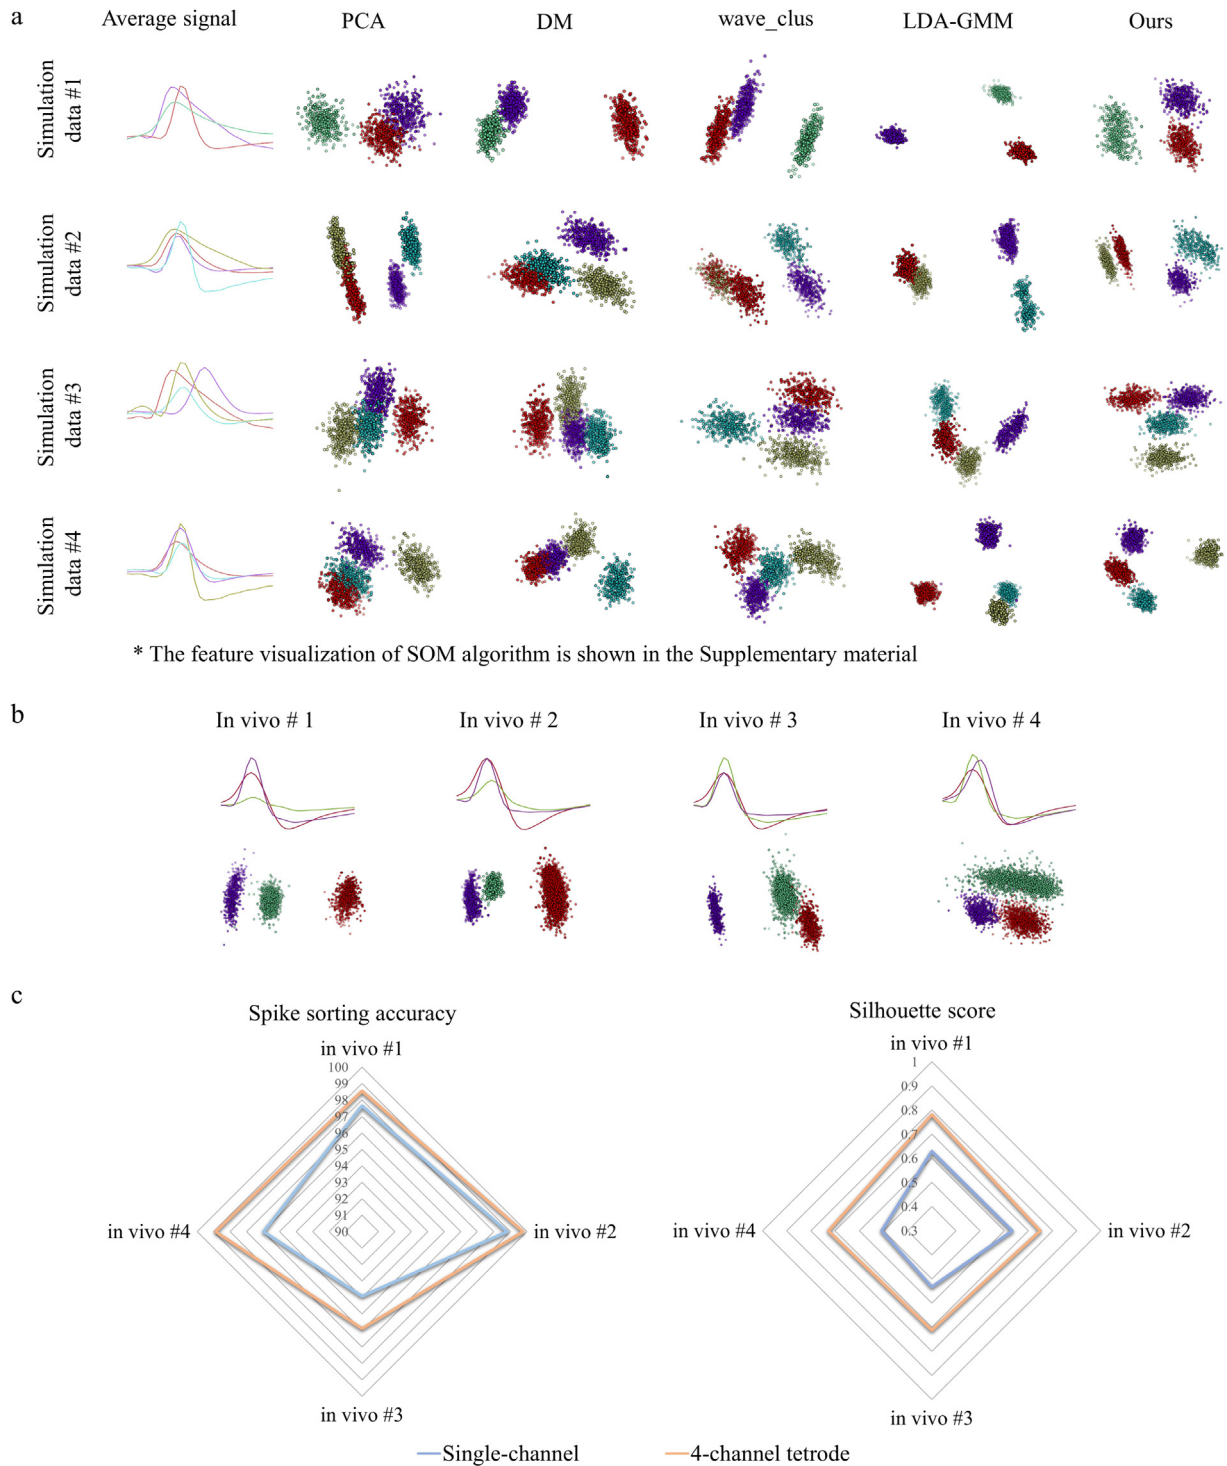 a
Average signal
PCA
DM
wave_clus
LDA-GMM
Ours
Simulation
data #1
Simulation
data #2
Simulation
data #3
Simulation
data #4
* The feature visualization of SOM algorithm is shown in the Supplementary material
b
In vivo # 1
In vivo # 2
In vivo # 3
In vivo # 4
c
Spike sorting accuracy
in vivo #1
100
99
98
97
96
95
94
93
92
91
90
in vivo #4
in vivo #2
in vivo #3
Silhouette score
in vivo #1
1
0.9
0.8
0.7
0.6
0.5
0.4
0.3
in vivo #4
in vivo #2
in vivo #3
Single-channel
4-channel tetrode